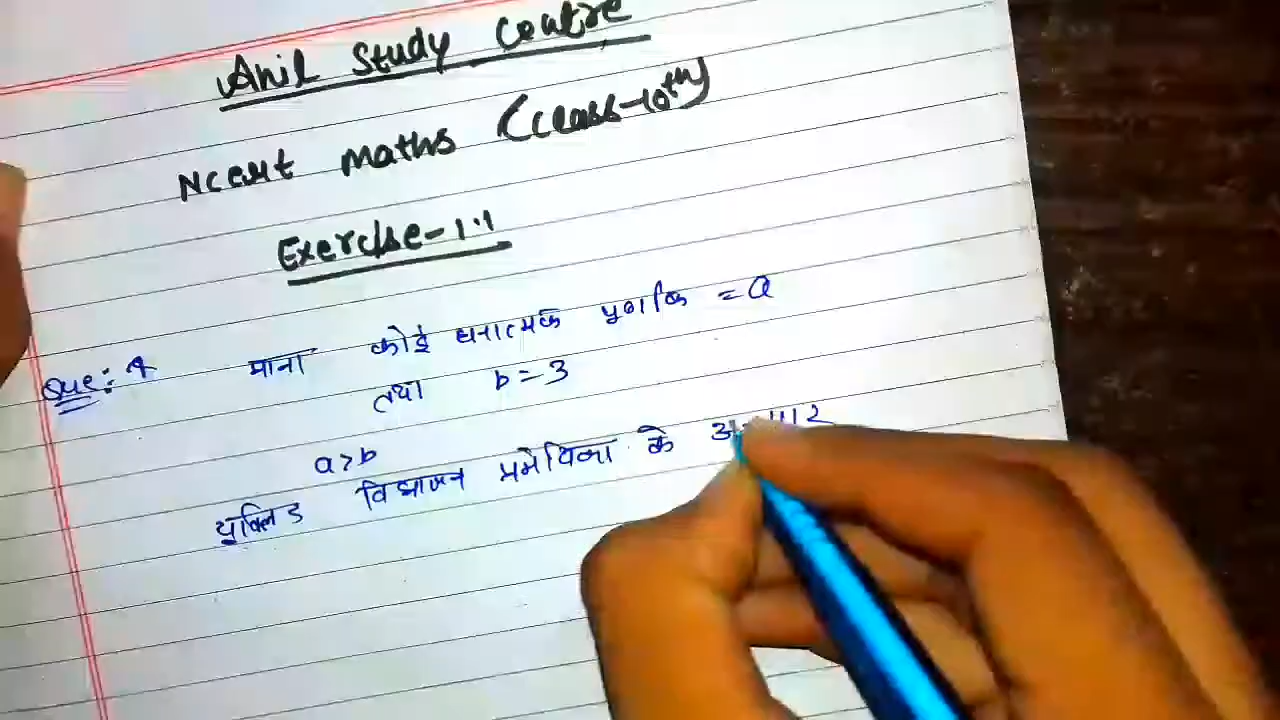 Anil Study Centre
Ncert Maths (Class-10th)
Exercise-1.1
Que:4 माना कोई धनात्मक पूर्णांक = a
तथा b=3
a>b
युक्लिड विभाजन प्रमेयिका के